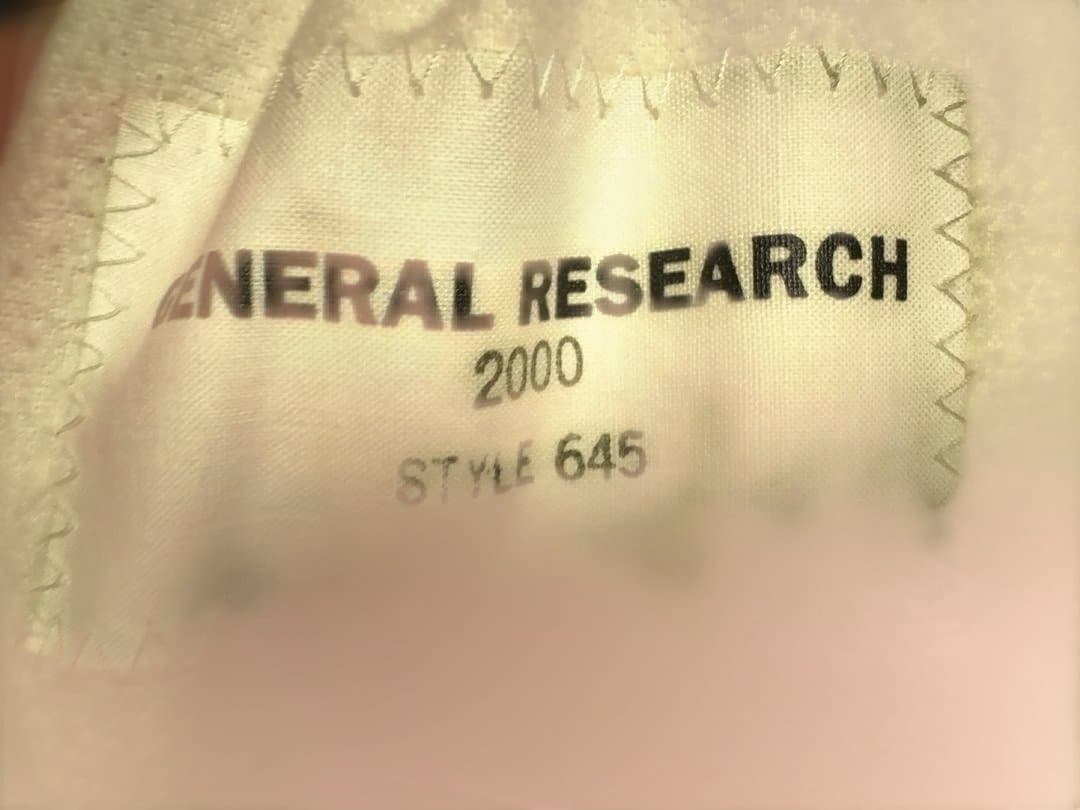 GENERAL RESEARCH
2000
STYLE 645